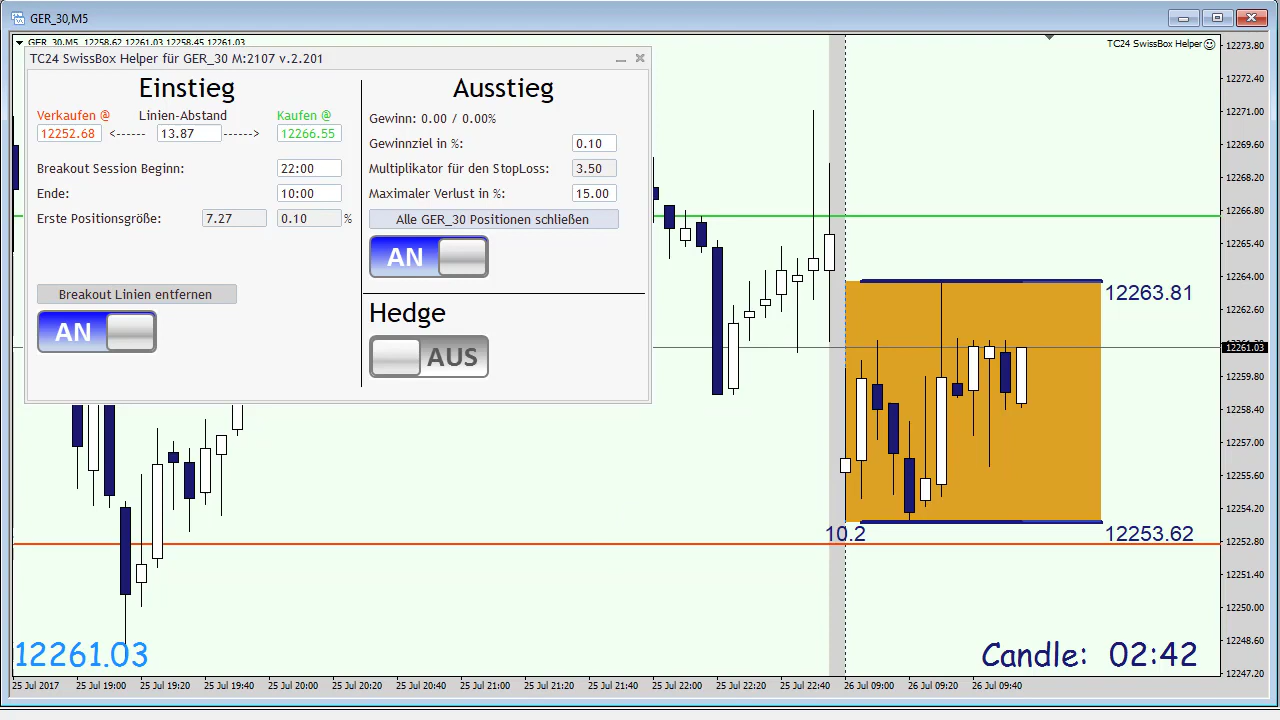 GER_30,M5
GER_30,M5 12258.62 12261.03 12258.45 12261.03
TC24 SwissBox Helper
TC24 SwissBox Helper für GER_30 M:2107 v.2.201
Einstieg
Verkaufen @ Linien-Abstand Kaufen @
12252.68 <------ 13.87 ------> 12266.55
Breakout Session Beginn: 22:00
Ende: 10:00
Erste Positionsgröße: 7.27 0.10 %
Breakout Linien entfernen
AN
Ausstieg
Gewinn: 0.00 / 0.00%
Gewinnziel in %: 0.10
Multiplikator für den StopLoss: 3.50
Maximaler Verlust in %: 15.00
Alle GER_30 Positionen schließen
AN
Hedge
AUS
12263.81
10.2
12253.62
12261.03
Candle: 02:42
12273.80
12272.40
12271.00
12269.60
12268.20
12266.80
12265.40
12264.00
12262.60
12261.03
12259.80
12258.40
12257.00
12255.60
12254.20
12252.80
12251.40
12250.00
12248.60
12247.20
25 Jul 2017 25 Jul 19:00 25 Jul 19:20 25 Jul 19:40 25 Jul 20:00 25 Jul 20:20 25 Jul 20:40 25 Jul 21:00 25 Jul 21:20 25 Jul 21:40 25 Jul 22:00 25 Jul 22:20 25 Jul 22:40 26 Jul 09:00 26 Jul 09:20 26 Jul 09:40